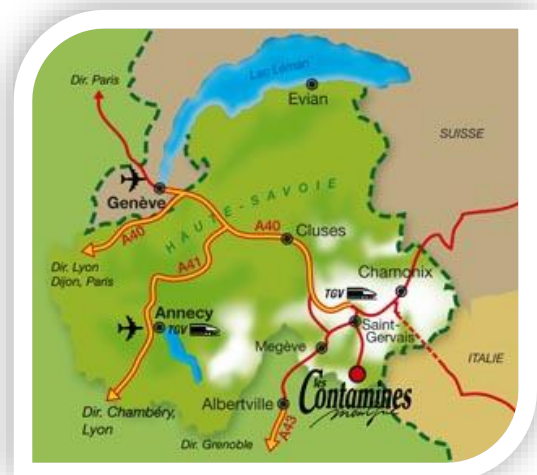 Dir. Paris
Lac Léman
Evian
SUISSE
Genève
HAUTE-SAVOIE
A40
A40
Cluses
Dir. Lyon
Dijon, Paris
A41
Chamonix
TGV
Annecy
TGV
Saint-
Gervais
Megève
ITALIE
les
Contamines
montjoie
Dir. Chambéry,
Lyon
Albertville
A43
Dir. Grenoble